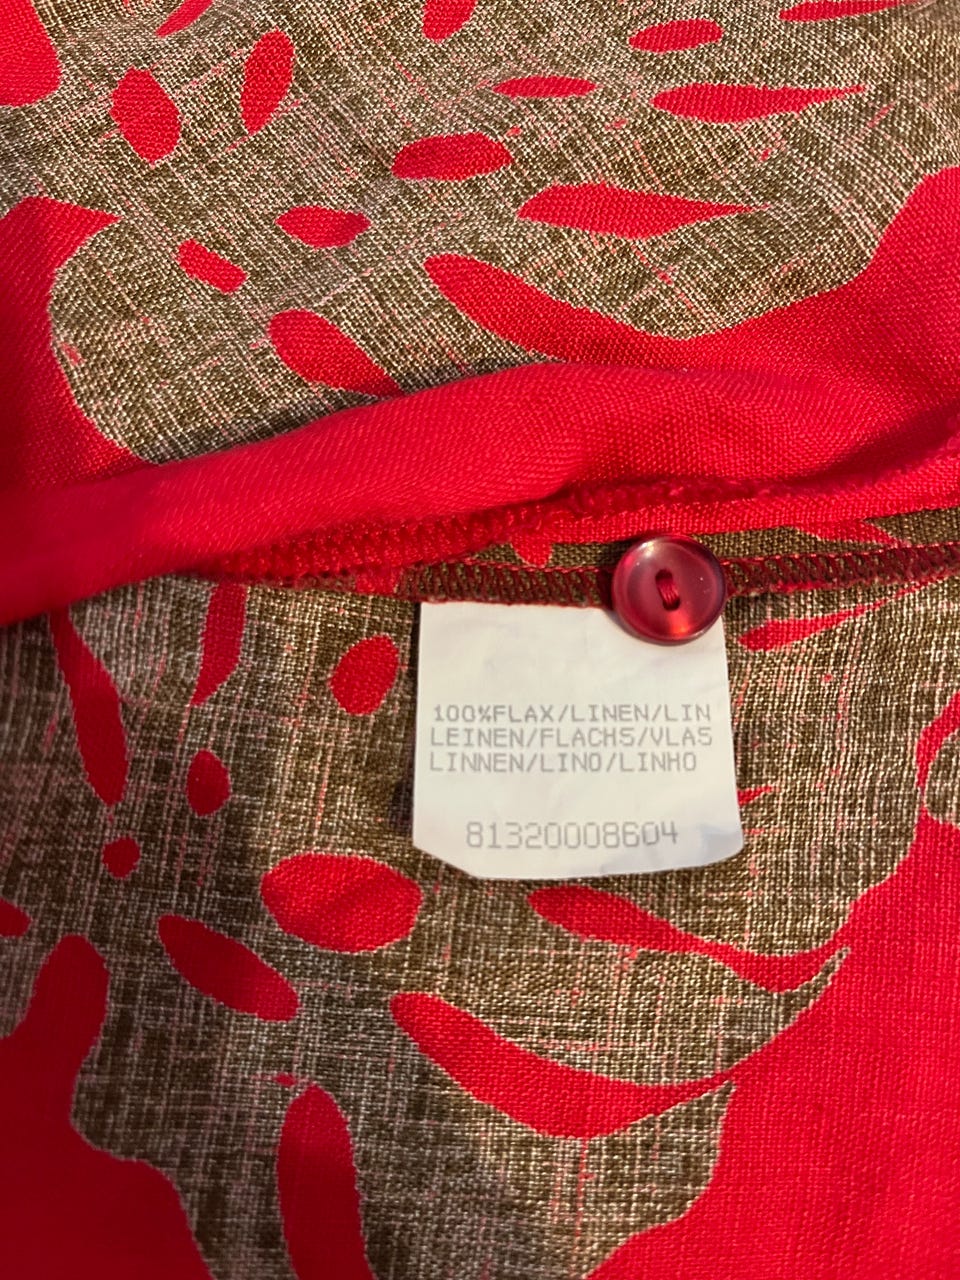 100%FLAX/LINEN/LIN
LEINEN/FLACHS/VLAS
LINNEN/LINO/LINHO
81320008604